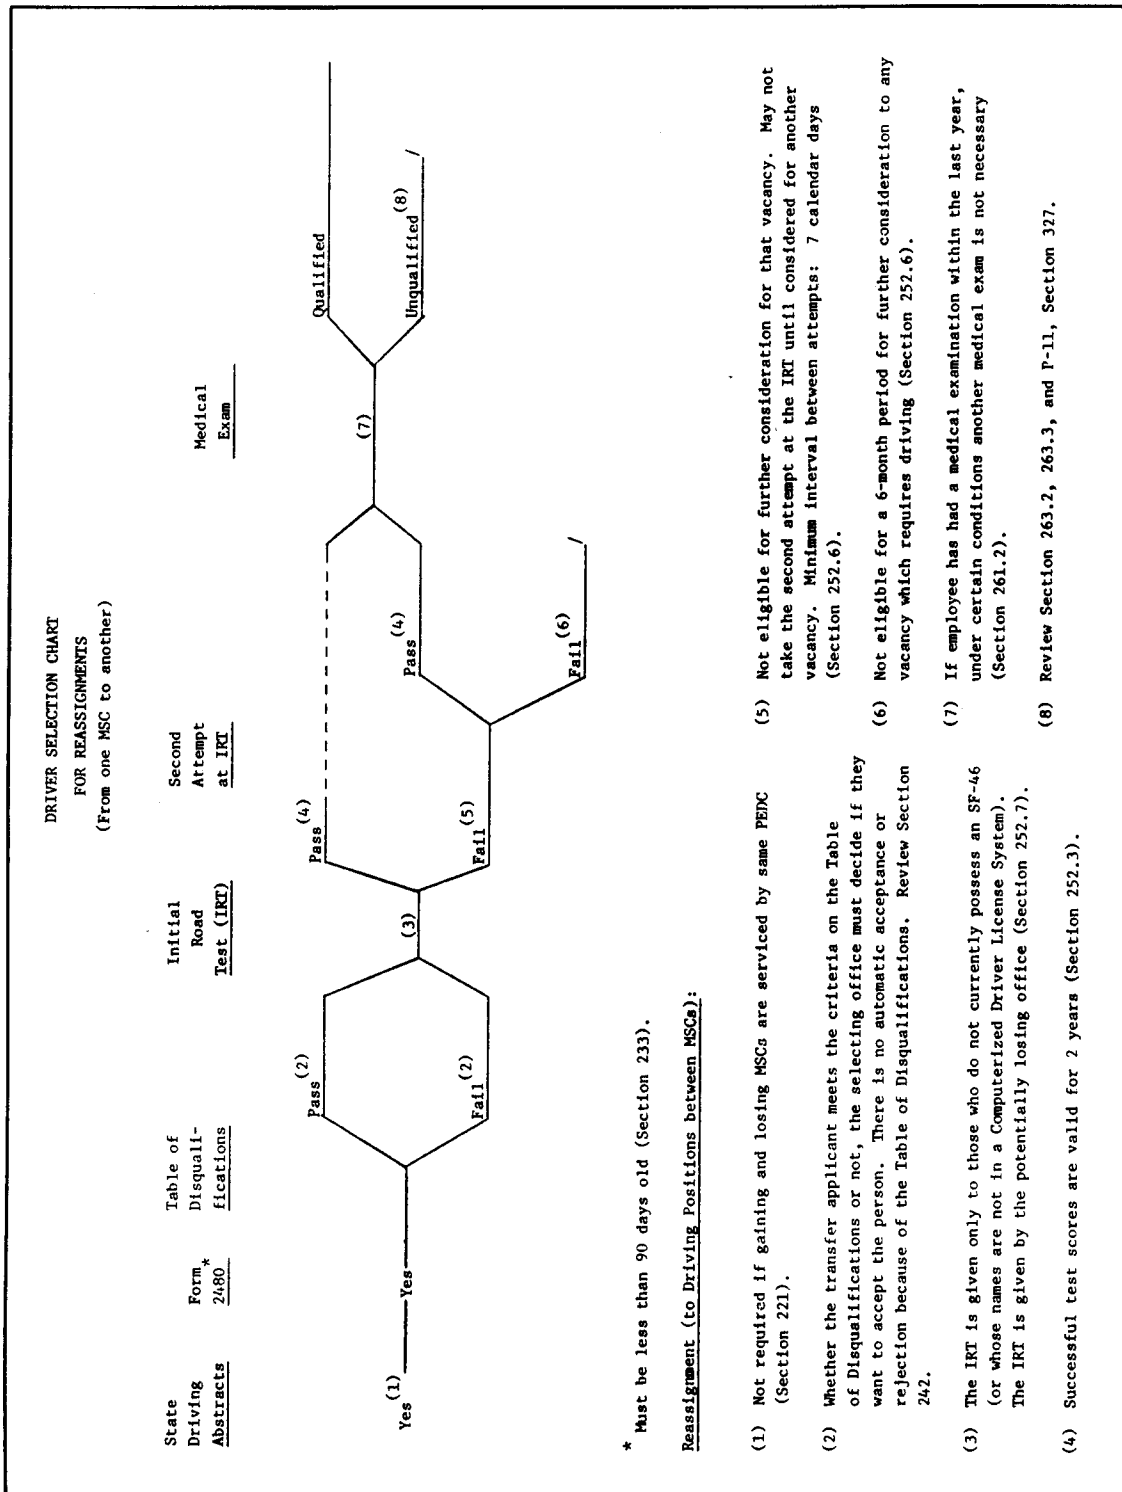 DRIVER SELECTION CHART
FOR REASSIGNMENTS
(From one MSC to another)
State
Driving
Abstracts
Form*
2480
Table of
Disquali-
fications
Initial
Road
Test (IRT)
Second
Attempt
at IRT
Medical
Exam
Yes(1)
Yes
Pass(2)
Fail(2)
(3)
Pass(4)
Fail(5)
Pass(4)
Fail(6)
(7)
Qualified
Unqualified(8)
* Must be less than 90 days old (Section 233).
Reassignment (to Driving Positions between MSCs):
(1) Not required if gaining and losing MSCs are serviced by same PEDC
(Section 221).
(2) Whether the transfer applicant meets the criteria on the Table
of Disqualifications or not, the selecting office must decide if they
want to accept the person. There is no automatic acceptance or
rejection because of the Table of Disqualifications. Review Section
242.
(3) The IRT is given only to those who do not currently possess an SF-46
(or whose names are not in a Computerized Driver License System).
The IRT is given by the potentially losing office (Section 252.7).
(4) Successful test scores are valid for 2 years (Section 252.3).
(5) Not eligible for further consideration for that vacancy. May not
take the second attempt at the IRT until considered for another
vacancy. Minimum interval between attempts: 7 calendar days
(Section 252.6).
(6) Not eligible for a 6-month period for further consideration to any
vacancy which requires driving (Section 252.6).
(7) If employee has had a medical examination within the last year,
under certain conditions another medical exam is not necessary
(Section 261.2).
(8) Review Section 263.2, 263.3, and P-11, Section 327.